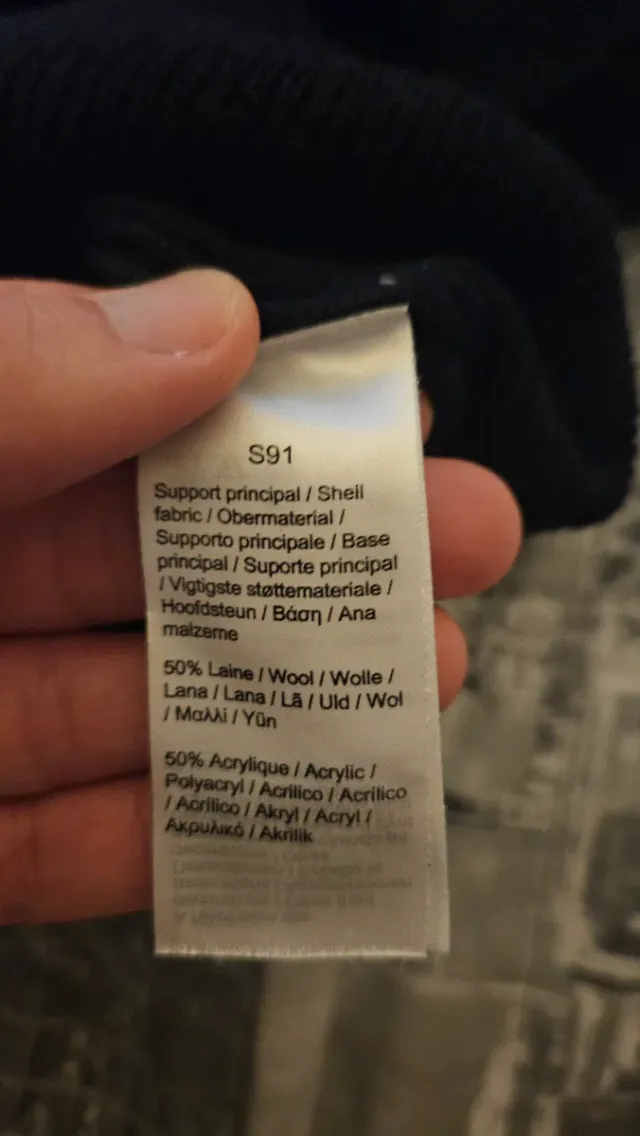 S91
Support principal / Shell
fabric / Obermaterial /
Supporto principale / Base
principal / Suporte principal
/ Vigtigste støttemateriale /
Hoofdsteun / Βάση / Ana
malzeme
50% Laine / Wool / Wolle /
Lana / Lana / Lã / Uld / Wol
/ Μαλλί / Yün
50% Acrylique / Acrylic /
Polyacryl / Acrilico / Acrílico
/ Acrílico / Akryl / Acryl /
Ακρυλικό / Akrilik